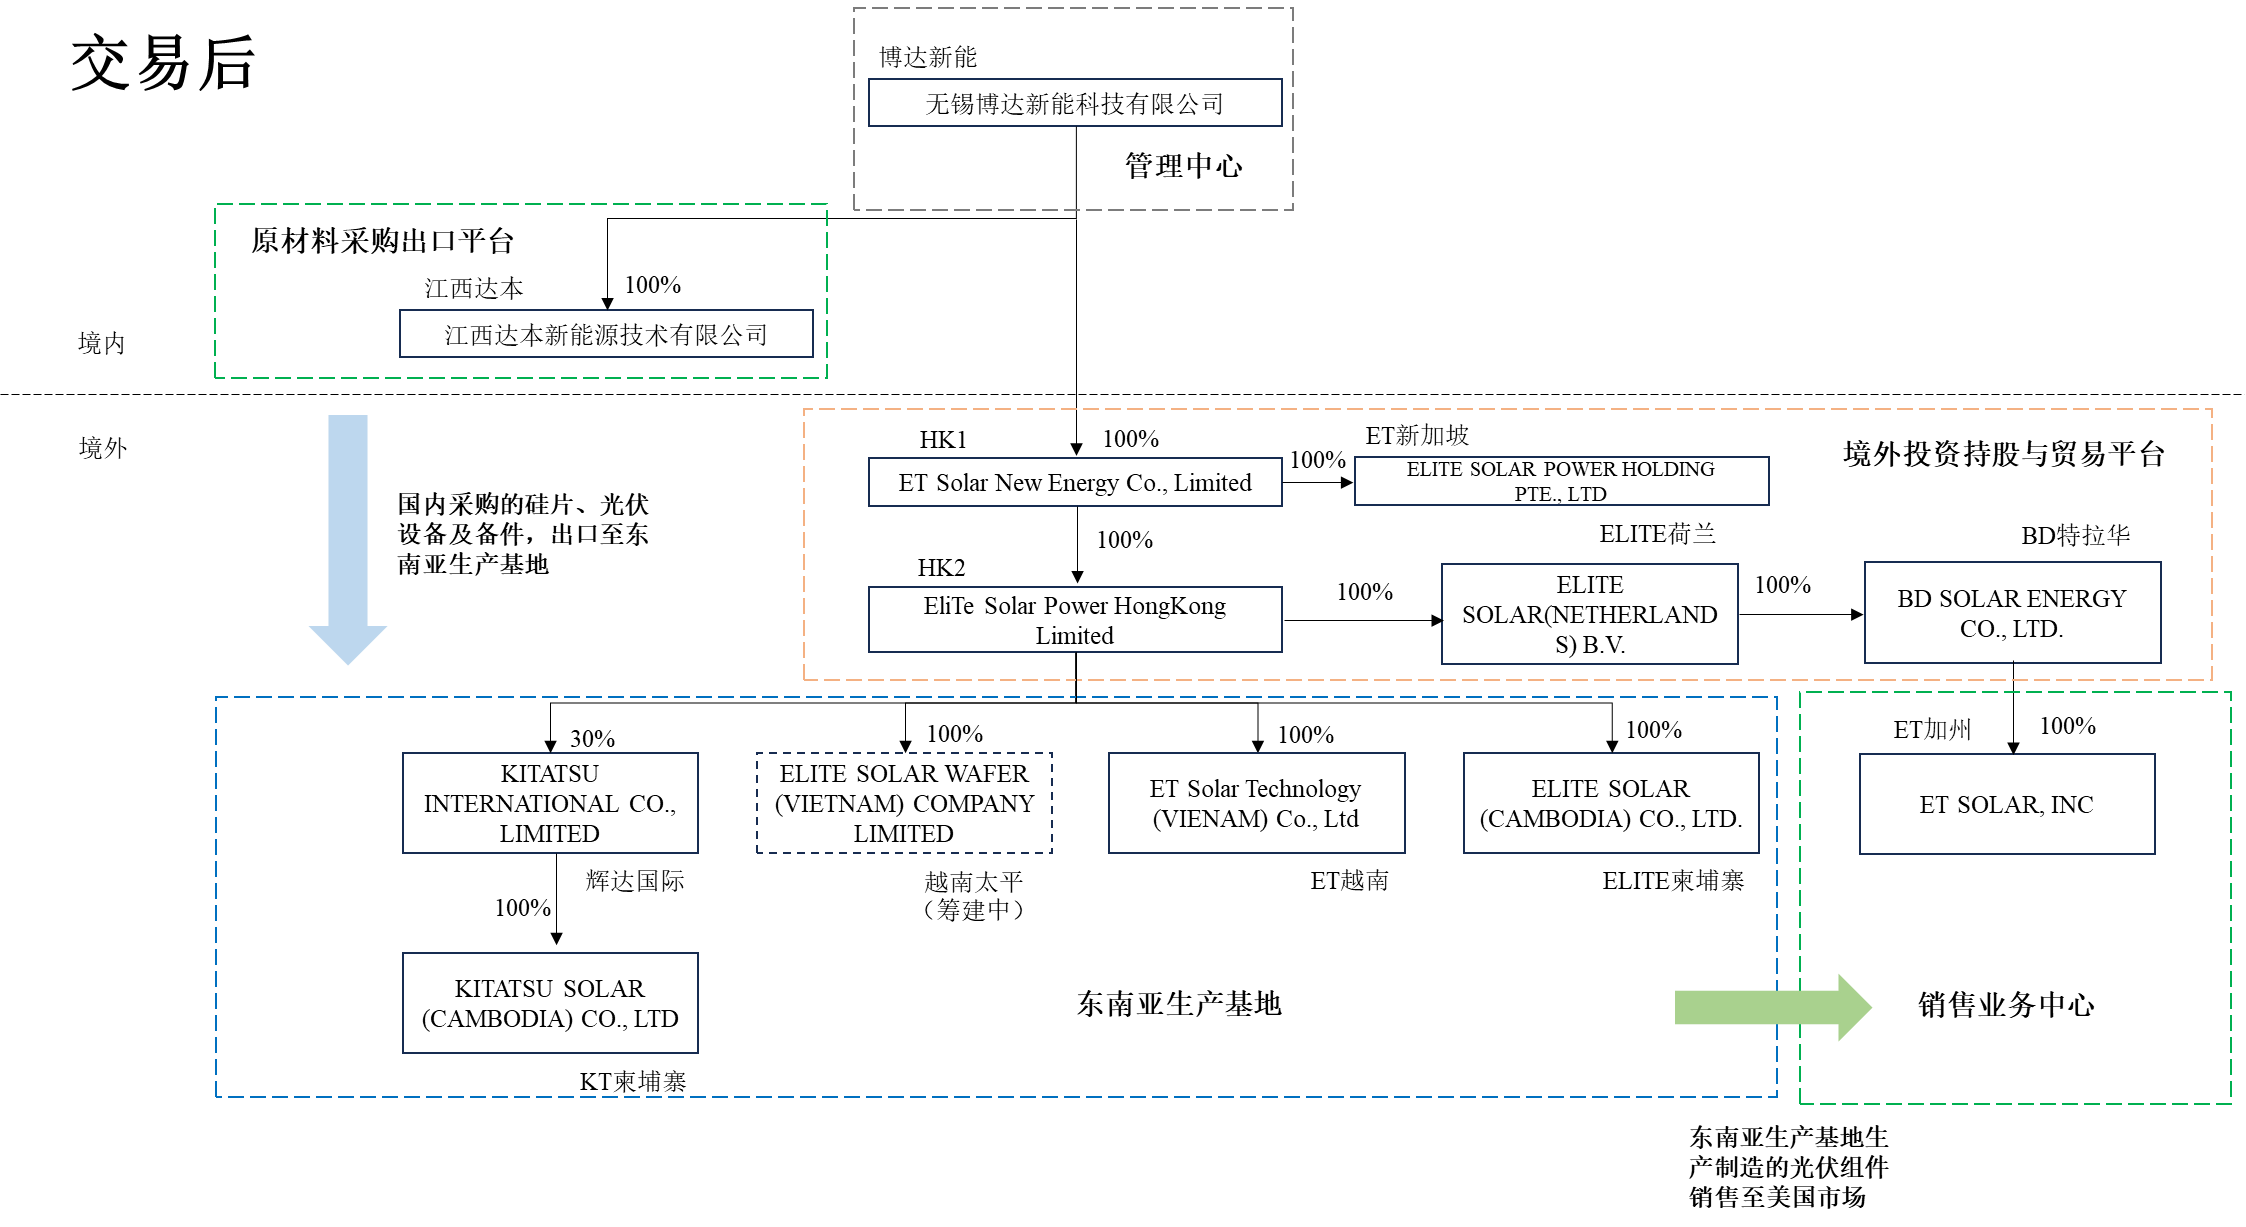 交易后
博达新能
无锡博达新能科技有限公司
管理中心
原材料采购出口平台
江西达本
100%
江西达本新能源技术有限公司
境内
境外
国内采购的硅片、光伏
设备及备件，出口至东
南亚生产基地
HK1
100%
ET Solar New Energy Co., Limited
100%
ET新加坡
ELITE SOLAR POWER HOLDING
PTE., LTD
境外投资持股与贸易平台
100%
HK2
EliTe Solar Power HongKong
Limited
100%
ELITE荷兰
ELITE
SOLAR(NETHERLAND
S) B.V.
100%
BD特拉华
BD SOLAR ENERGY
CO., LTD.
30%
KITATSU
INTERNATIONAL CO.,
LIMITED
辉达国际
100%
ELITE SOLAR WAFER
(VIETNAM) COMPANY
LIMITED
越南太平
（筹建中）
100%
ET Solar Technology
(VIENAM) Co., Ltd
ET越南
100%
ELITE SOLAR
(CAMBODIA) CO., LTD.
ELITE柬埔寨
ET加州
100%
ET SOLAR, INC
100%
KITATSU SOLAR
(CAMBODIA) CO., LTD
KT柬埔寨
东南亚生产基地
销售业务中心
东南亚生产基地生
产制造的光伏组件
销售至美国市场